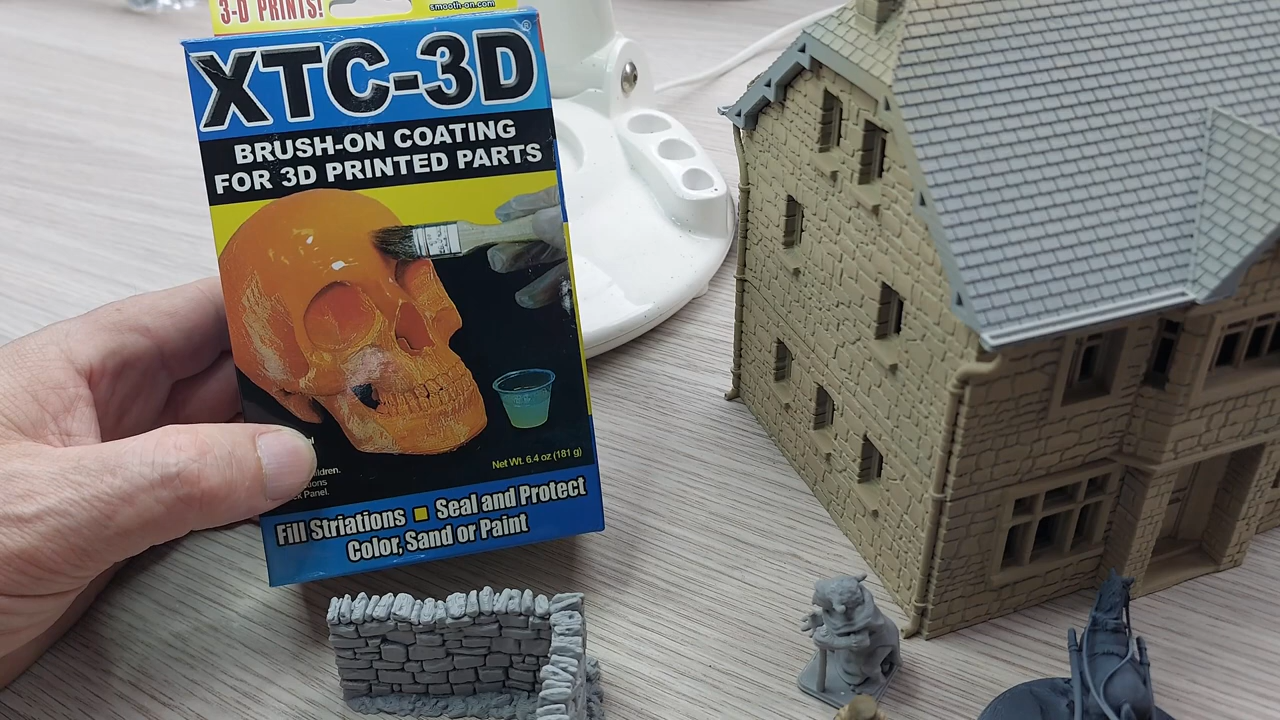 3-D PRINTS!
smooth-on.com
XTC-3D®
BRUSH-ON COATING
FOR 3D PRINTED PARTS
Net Wt. 6.4 oz (181 g)
Panel.
Fill Striations ■ Seal and Protect
Color, Sand or Paint